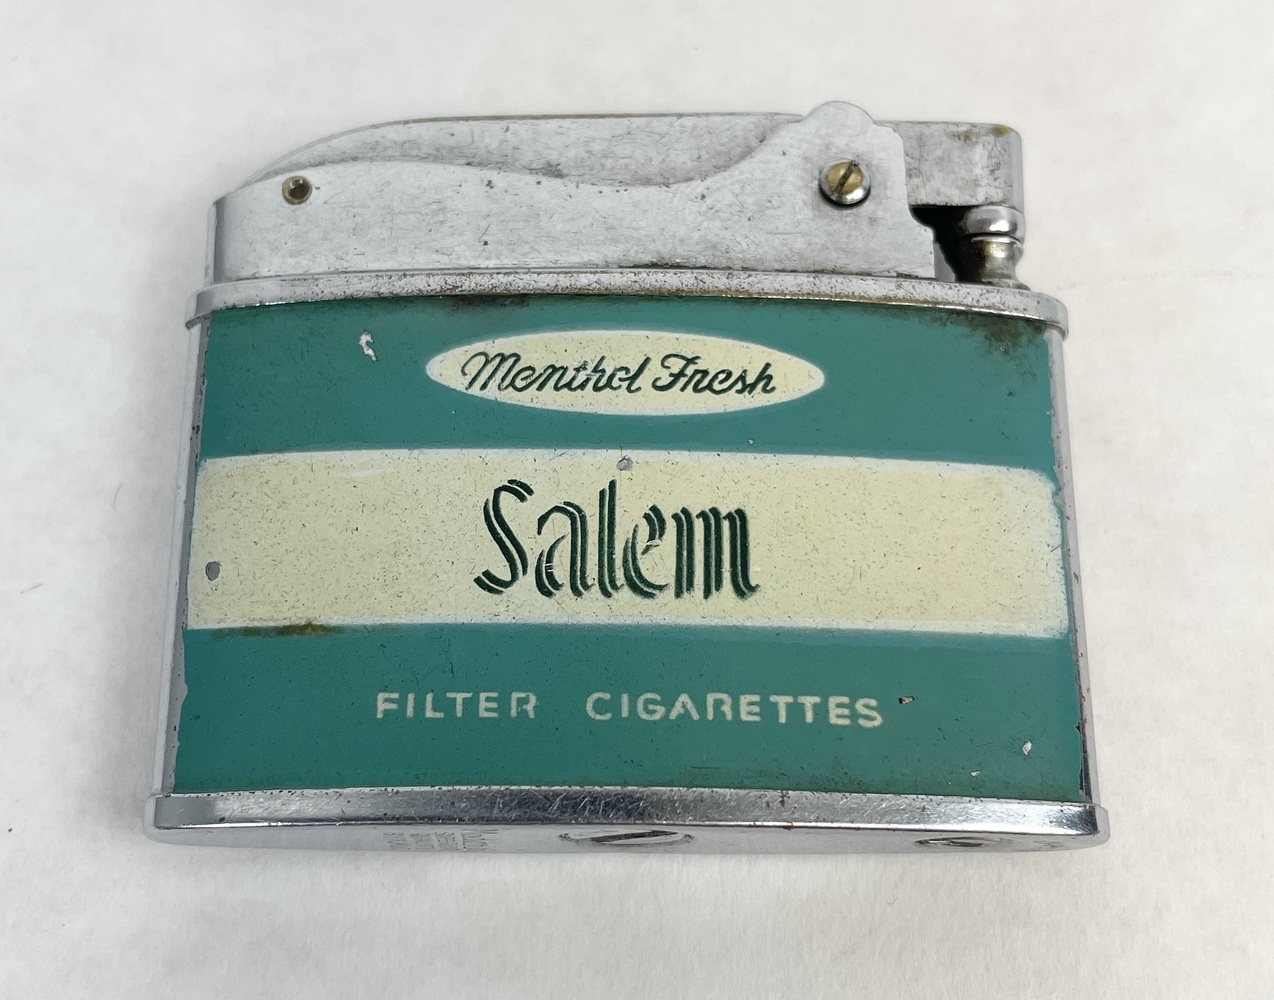 Menthol Fresh
Salem
FILTER CIGARETTES